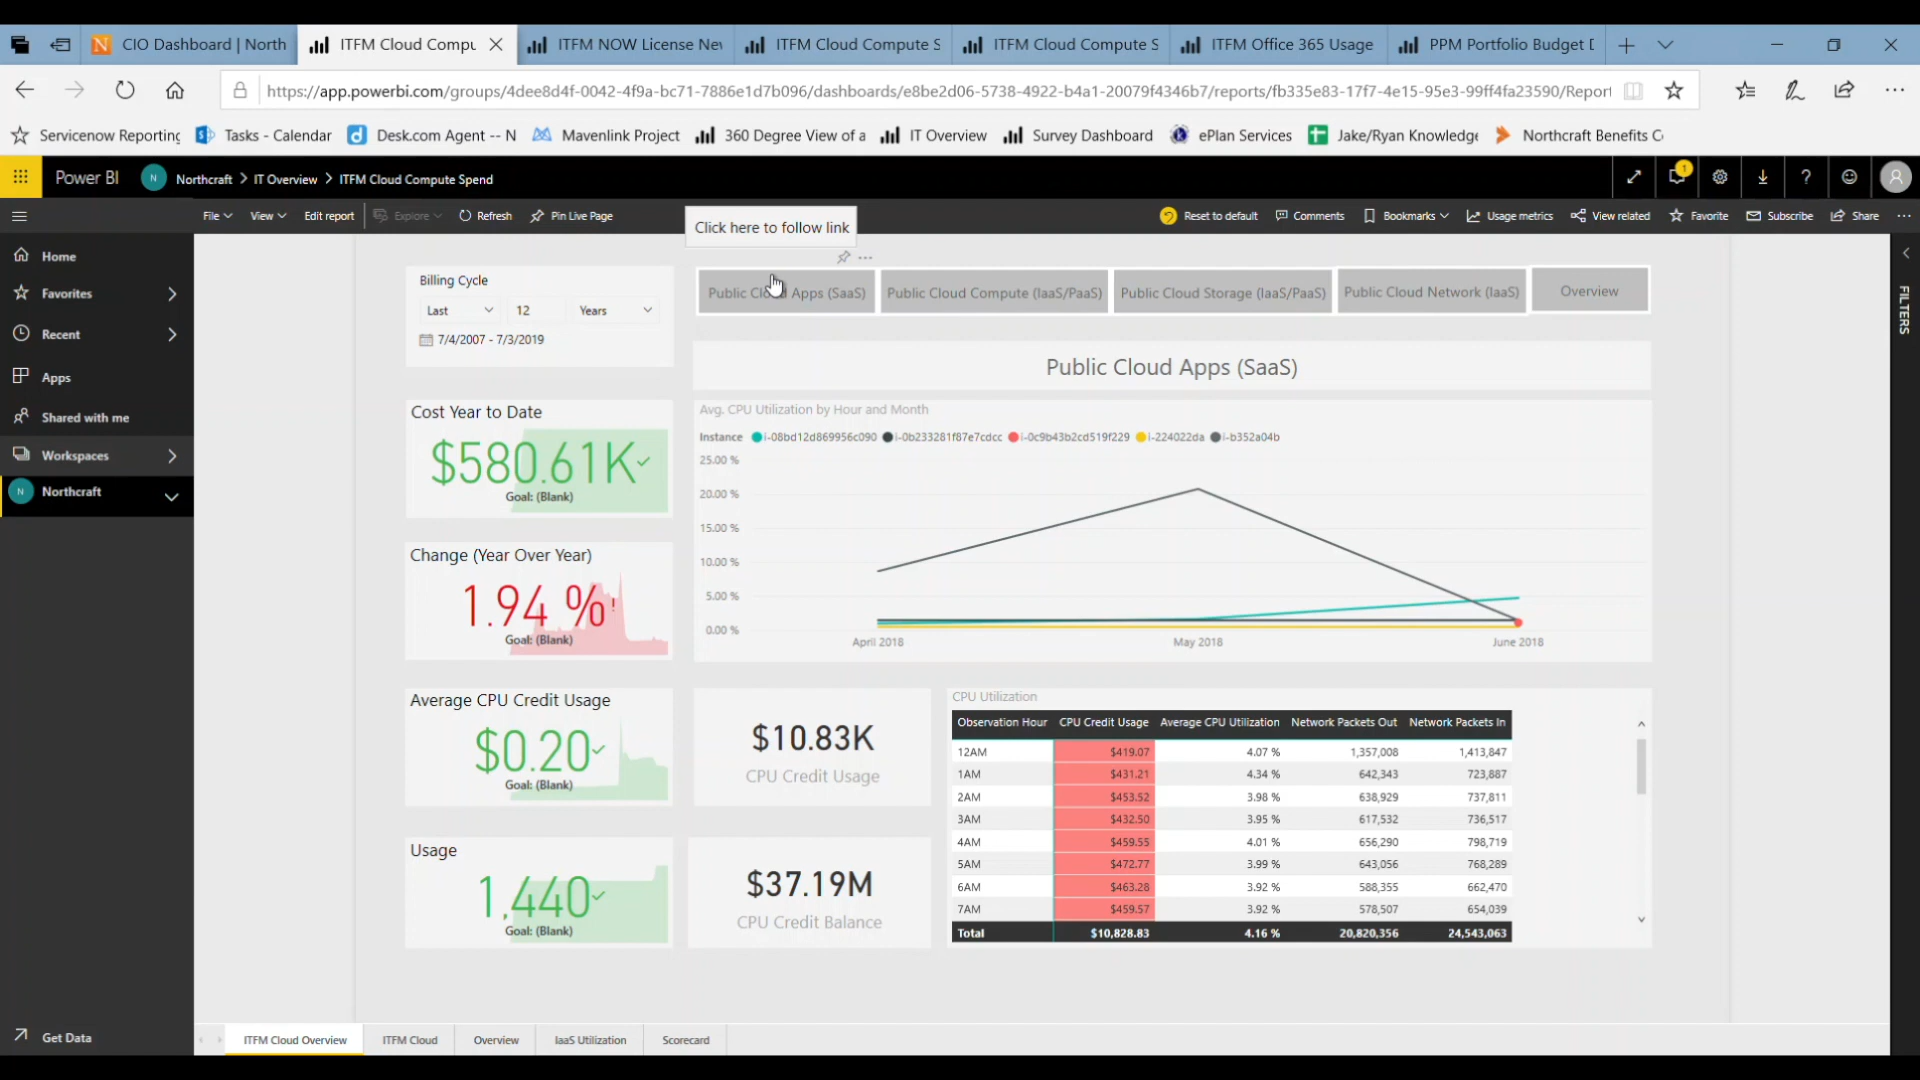 CIO Dashboard | North
ITFM Cloud Compu
ITFM NOW License Nev
ITFM Cloud Compute S
ITFM Cloud Compute S
ITFM Office 365 Usage
PPM Portfolio Budget D
https://app.powerbi.com/groups/4dee8d4f-0042-4f9a-bc71-7886e1d7b096/dashboards/e8be2d06-5738-4922-b4a1-20079f4346b7/reports/fb335e83-17f7-4e15-95e3-99ff4fa23590/Report
Servicenow Reporting
Tasks - Calendar
Desk.com Agent -- N
Mavenlink Project
360 Degree View of a
IT Overview
Survey Dashboard
ePlan Services
Jake/Ryan Knowledge
Northcraft Benefits C
Power BI
N
Northcraft > IT Overview > ITFM Cloud Compute Spend
1
File
View
Edit report
Explore
Refresh
Pin Live Page
Reset to default
Comments
Bookmarks
Usage metrics
View related
Favorite
Subscribe
Share
Click here to follow link
Home
Favorites
Recent
Apps
Shared with me
Workspaces
N
Northcraft
Get Data
FILTERS
Billing Cycle
Last 12 Years
7/4/2007 - 7/3/2019
Public Cloud Apps (SaaS)
Public Cloud Compute (IaaS/PaaS)
Public Cloud Storage (IaaS/PaaS)
Public Cloud Network (IaaS)
Overview
Public Cloud Apps (SaaS)
Cost Year to Date
$580.61K
Goal: (Blank)
Change (Year Over Year)
1.94 %!
Goal: (Blank)
Average CPU Credit Usage
$0.20
Goal: (Blank)
Usage
1,440
Goal: (Blank)
Avg. CPU Utilization by Hour and Month
Instance i-08bd12d869956c090 i-0b233281f87e7cdcc i-0c9b43b2cd519f229 i-224022da i-b352a04b
25.00 %
20.00 %
15.00 %
10.00 %
5.00 %
0.00 %
April 2018 May 2018 June 2018
$10.83K
CPU Credit Usage
$37.19M
CPU Credit Balance
CPU Utilization
Observation Hour CPU Credit Usage Average CPU Utilization Network Packets Out Network Packets In
12AM $419.07 4.07 % 1,357,008 1,413,847
1AM $431.21 4.34 % 642,343 723,887
2AM $453.52 3.98 % 638,929 737,811
3AM $432.50 3.95 % 617,532 736,517
4AM $459.55 4.01 % 656,290 798,719
5AM $472.77 3.99 % 643,056 768,289
6AM $463.28 3.92 % 588,355 662,470
7AM $459.57 3.92 % 578,507 654,039
Total $10,828.83 4.16 % 20,820,356 24,543,063
ITFM Cloud Overview
ITFM Cloud
Overview
IaaS Utilization
Scorecard